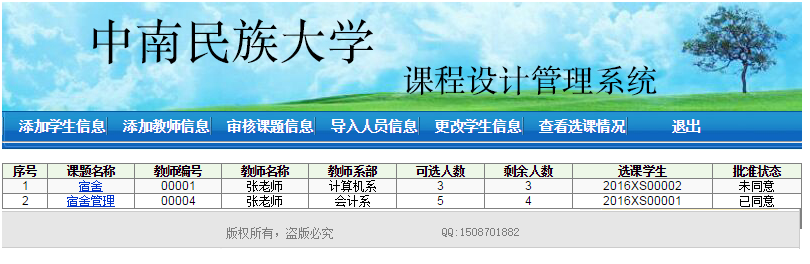 中南民族大学
课程设计管理系统
添加学生信息 添加教师信息 审核课题信息 导入人员信息 更改学生信息 查看选课情况 退出
序号 课题名称 教师编号 教师名称 教师系部 可选人数 剩余人数 选课学生 批准状态
1 宿舍 00001 张老师 计算机系 3 3 2016XS00002 未同意
2 宿舍管理 00004 张老师 会计系 5 4 2016XS00001 已同意
版权所有，盗版必究 QQ:1508701882